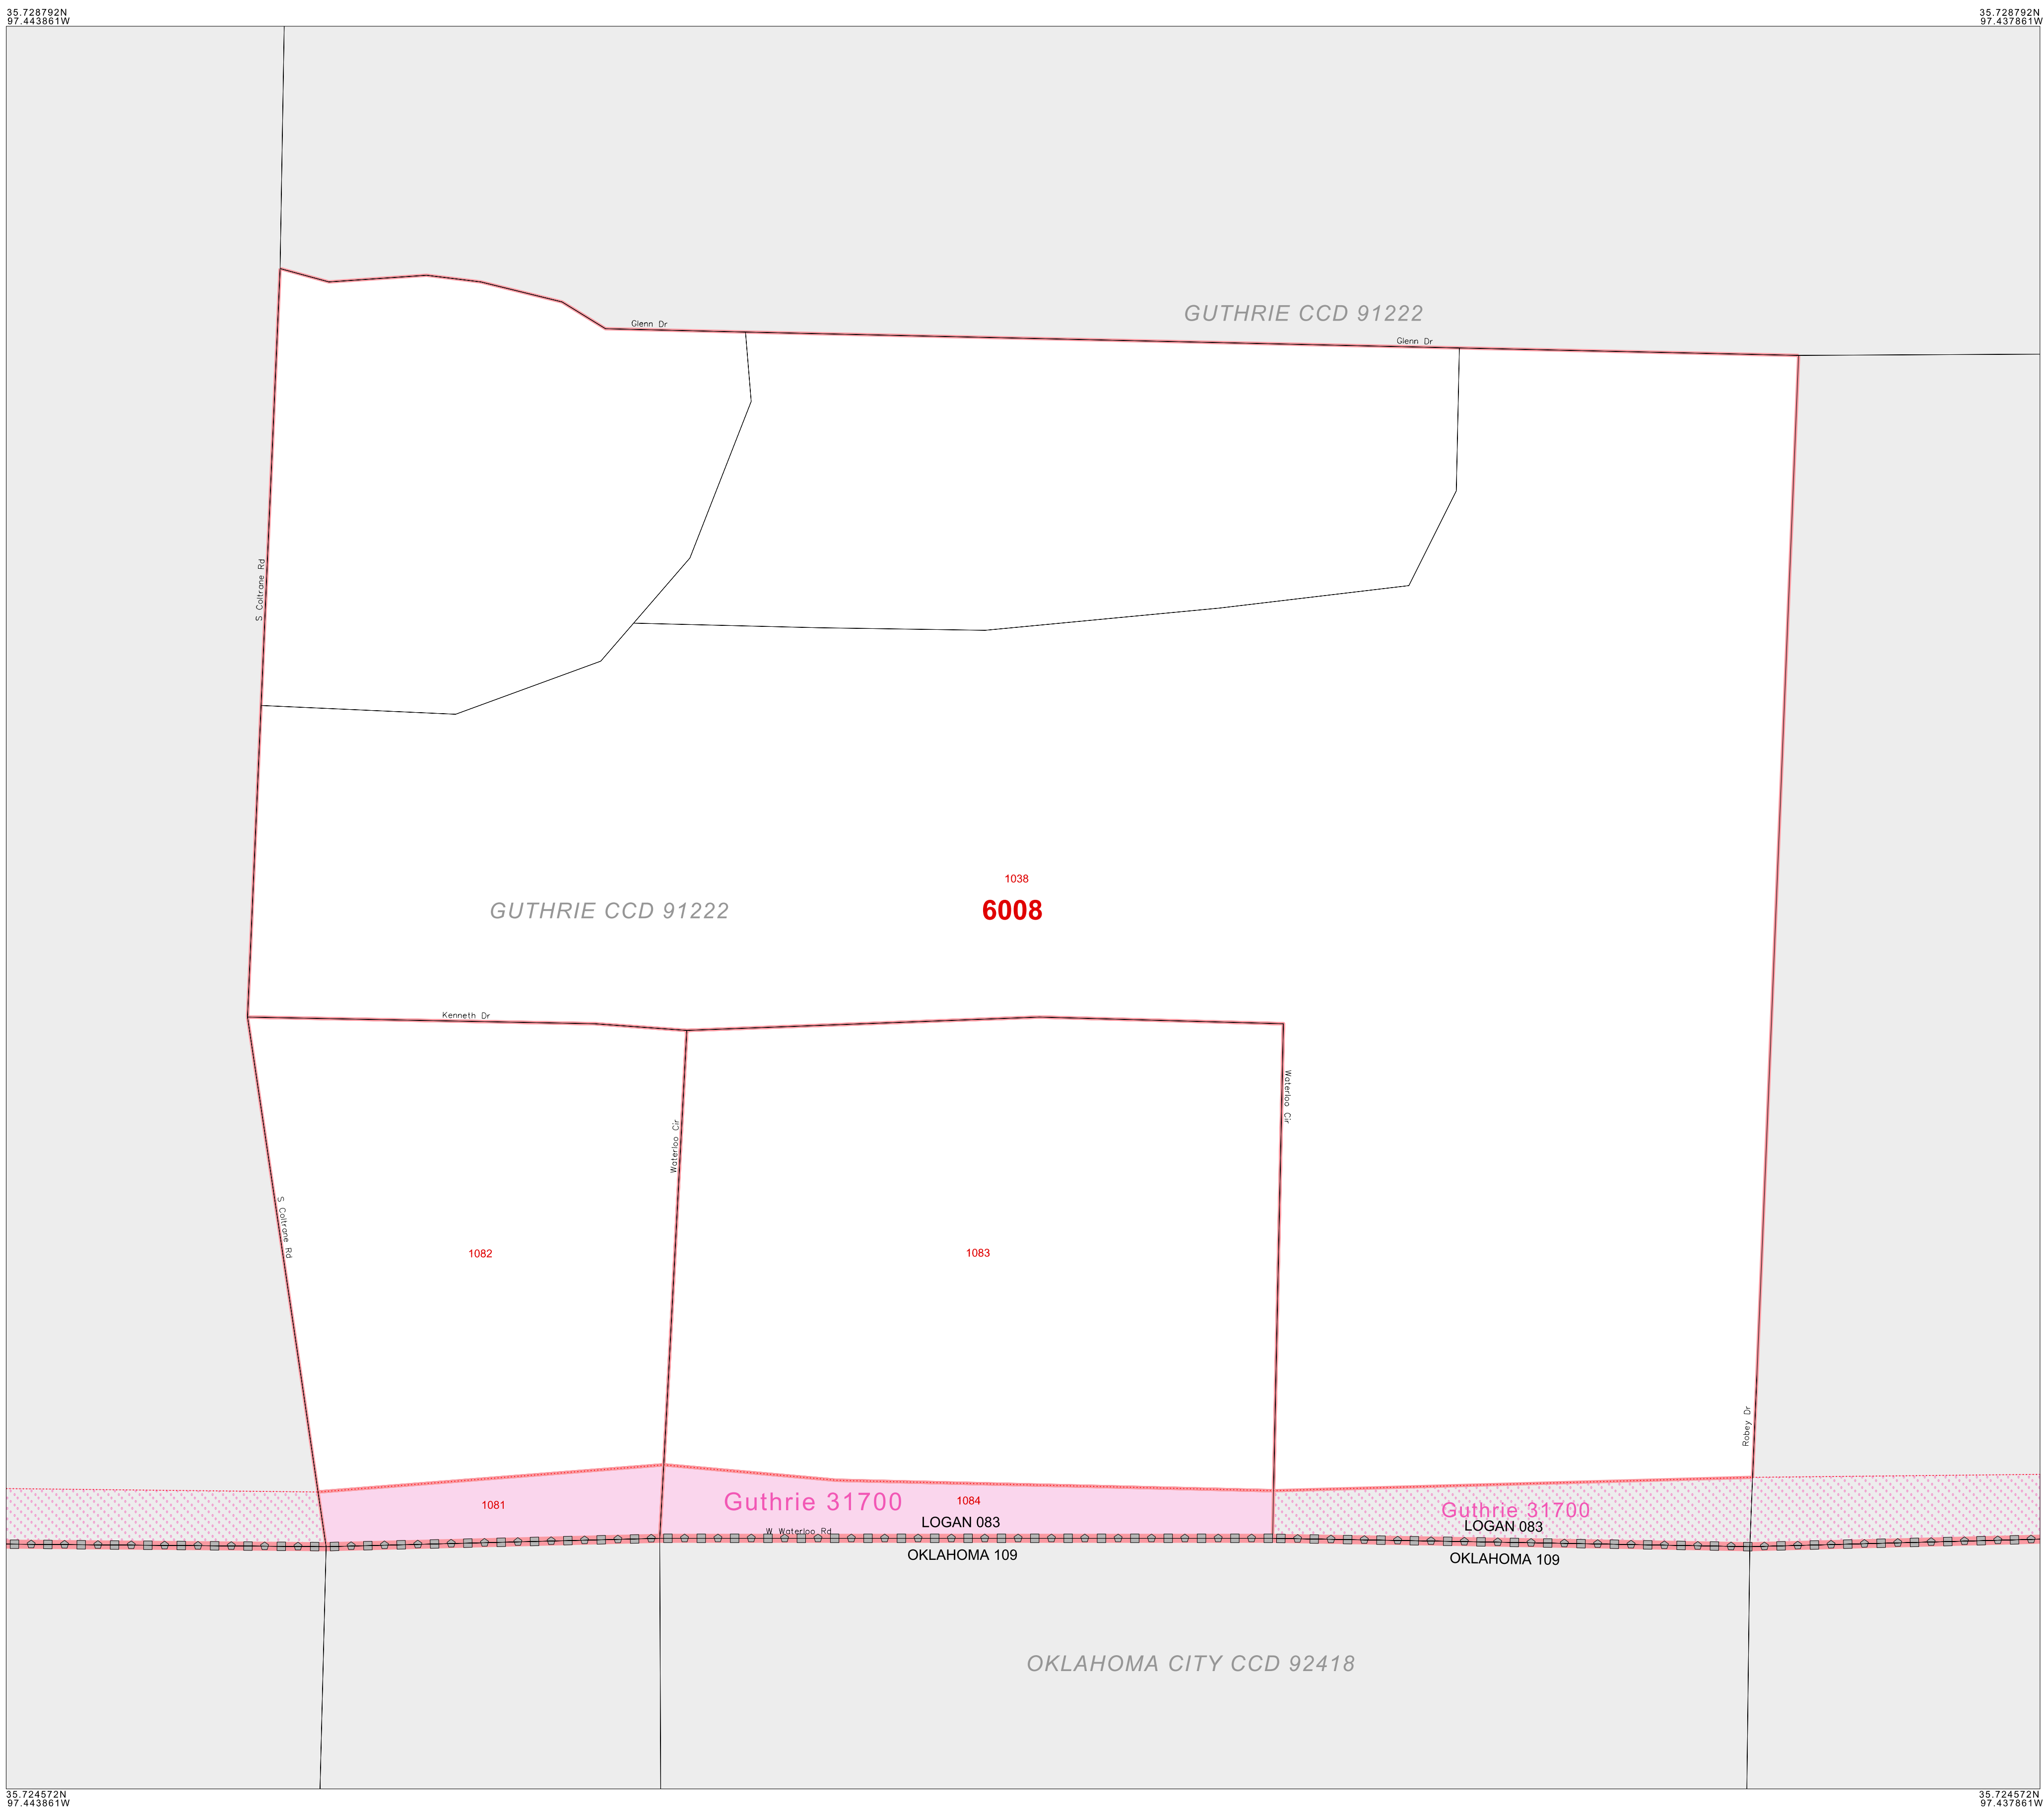 35.728792N
97.443861W
35.728792N
97.437861W
GUTHRIE CCD 91222
Glenn Dr
Glenn Dr
S Coltrane Rd
1038
GUTHRIE CCD 91222
6008
Kenneth Dr
Waterloo Cir
Waterloo Cir
S Coltrane Rd
1082
1083
Robey Dr
1081
Guthrie 31700
1084
Guthrie 31700
LOGAN 083
LOGAN 083
W Waterloo Rd
OKLAHOMA 109
OKLAHOMA 109
OKLAHOMA CITY CCD 92418
35.724572N
97.443861W
35.724572N
97.437861W